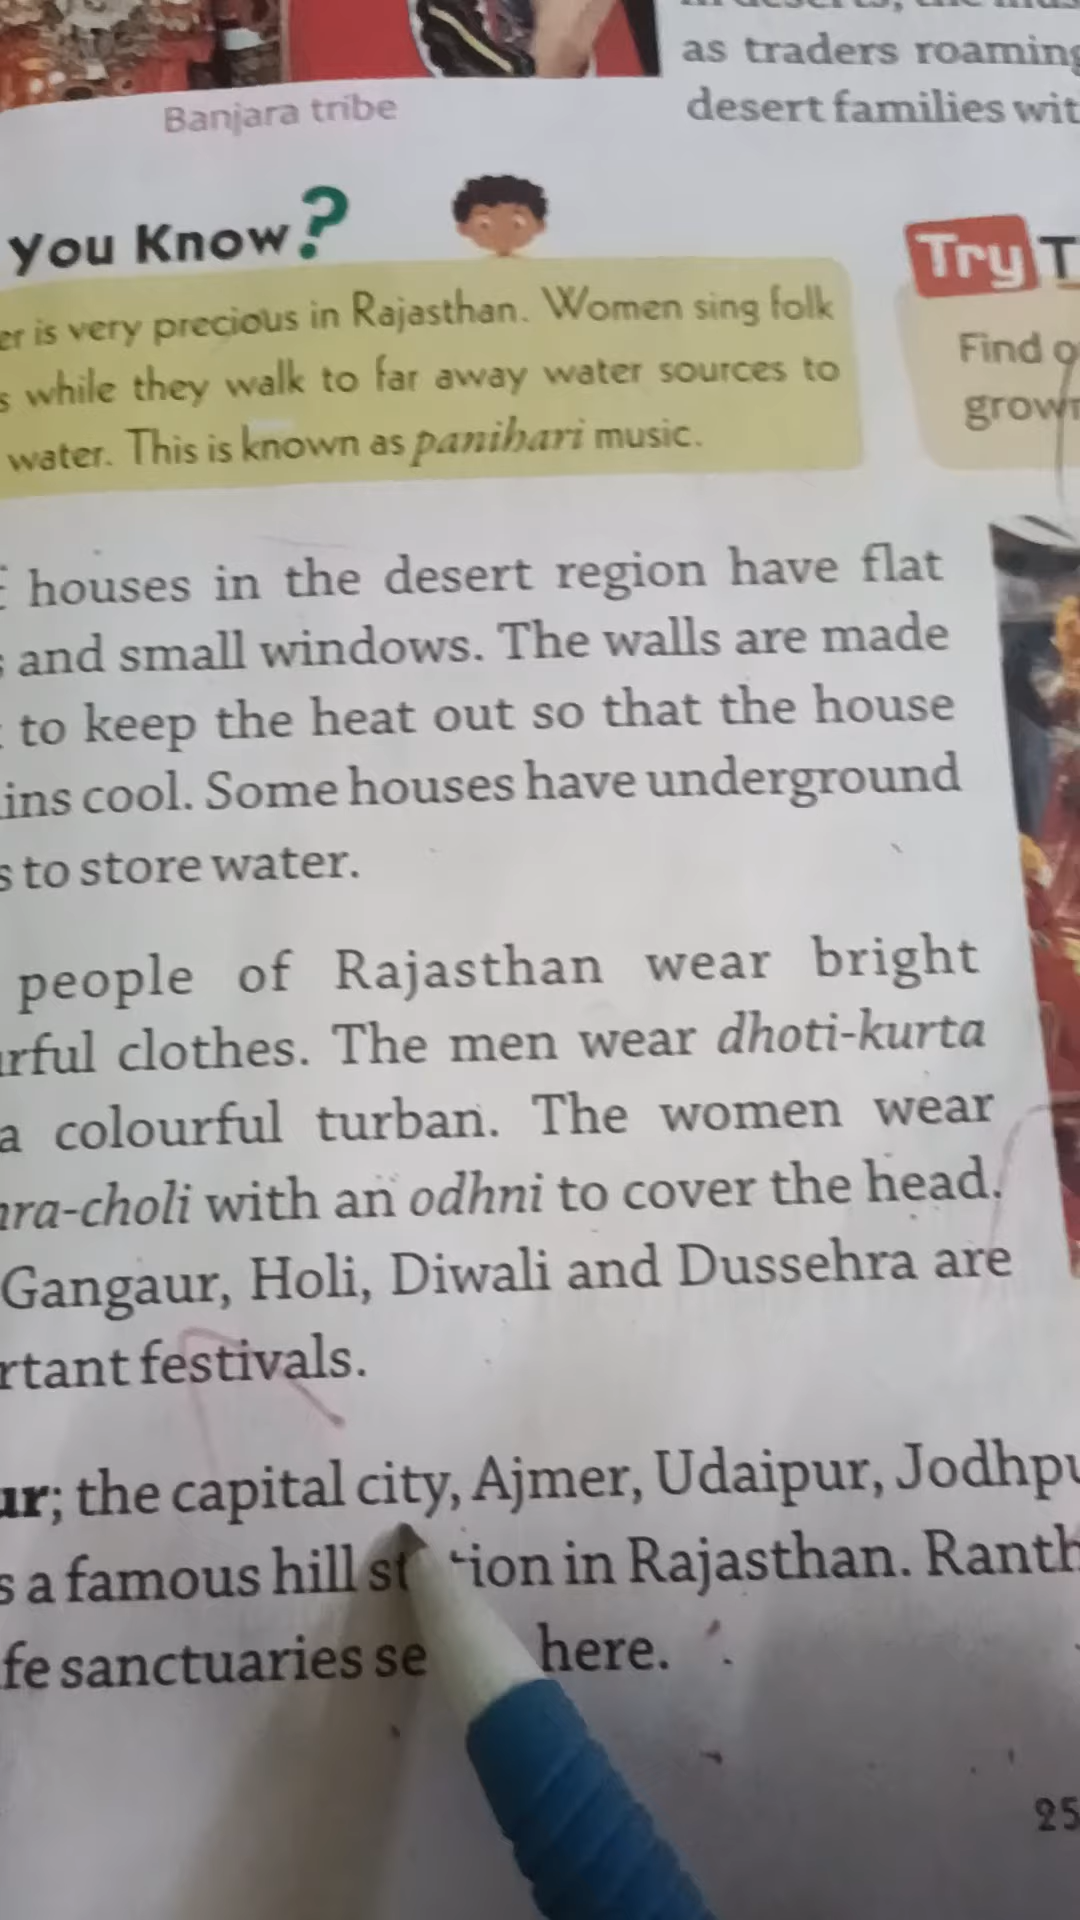 as traders roaming
desert families wit
Banjara tribe
you Know?
er is very precious in Rajasthan. Women sing folk
s while they walk to far away water sources to
water. This is known as panihari music.
Try T
Find o
grown
houses in the desert region have flat
s and small windows. The walls are made
to keep the heat out so that the house
ins cool. Some houses have underground
s to store water.
people of Rajasthan wear bright
urful clothes. The men wear dhoti-kurta
a colourful turban. The women wear
ra-choli with an odhni to cover the head.
Gangaur, Holi, Diwali and Dussehra are
rtant festivals.
ur; the capital city, Ajmer, Udaipur, Jodhpu
s a famous hill st tion in Rajasthan. Ranth
fe sanctuaries se here.
25